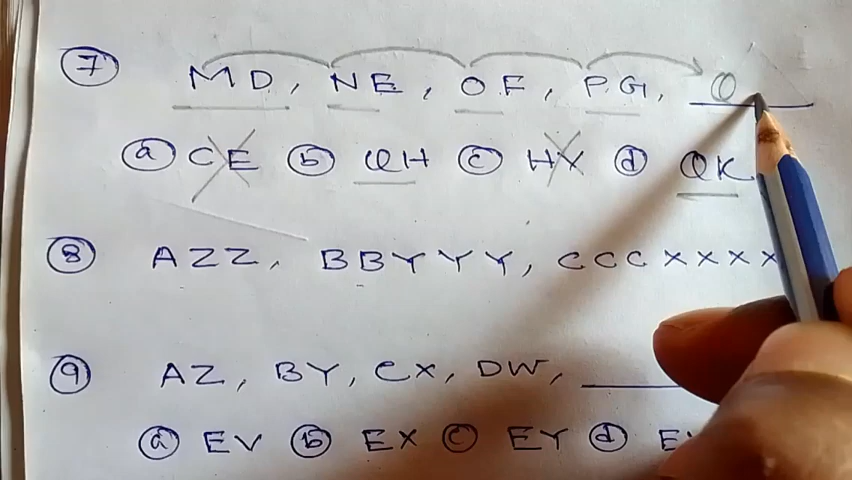 7 MD, NE, OF, PG, Q
a CE b QH c HX d QK
8 AZZ, BBYYY, CCCXXXX
9 AZ, BY, CX, DW,
a EV b EX c EY d